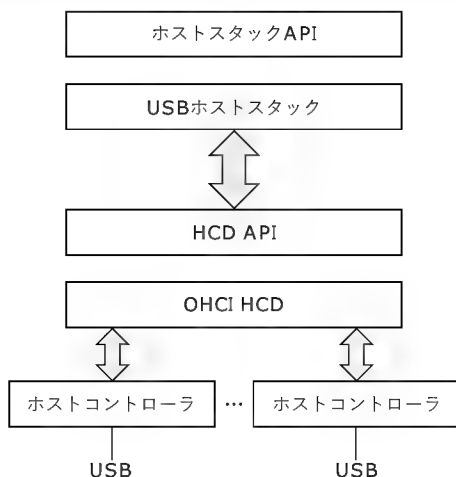 ホストスタックAPI
USBホストスタック
HCD API
OHCI HCD
ホストコントローラ … ホストコントローラ
USB USB